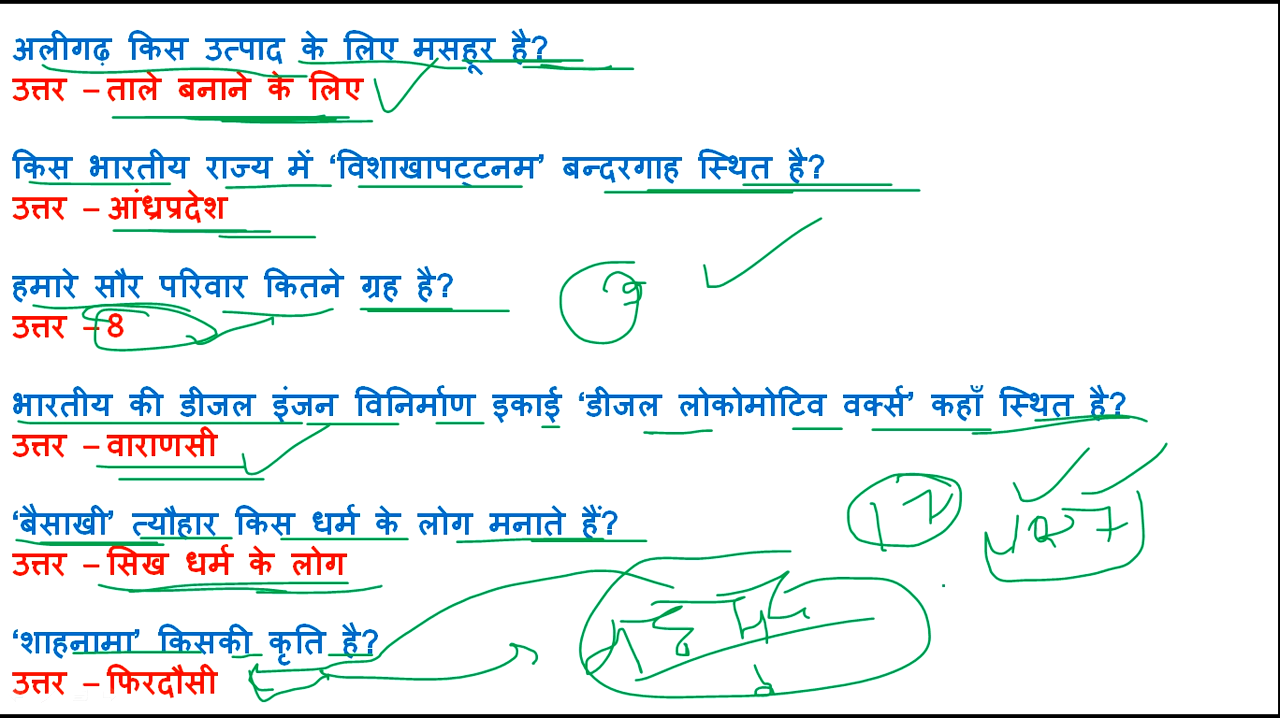 अलीगढ़ किस उत्पाद के लिए मसहूर है?
उत्तर – ताले बनाने के लिए
किस भारतीय राज्य में ‘विशाखापट्टनम’ बन्दरगाह स्थित है?
उत्तर – आंध्रप्रदेश
हमारे सौर परिवार कितने ग्रह है?
उत्तर – 8
भारतीय की डीजल इंजन विनिर्माण इकाई ‘डीजल लोकोमोटिव वर्क्स’ कहाँ स्थित है?
उत्तर – वाराणसी
‘बैसाखी’ त्यौहार किस धर्म के लोग मनाते हैं?
उत्तर – सिख धर्म के लोग
‘शाहनामा’ किसकी कृति है?
उत्तर – फिरदौसी